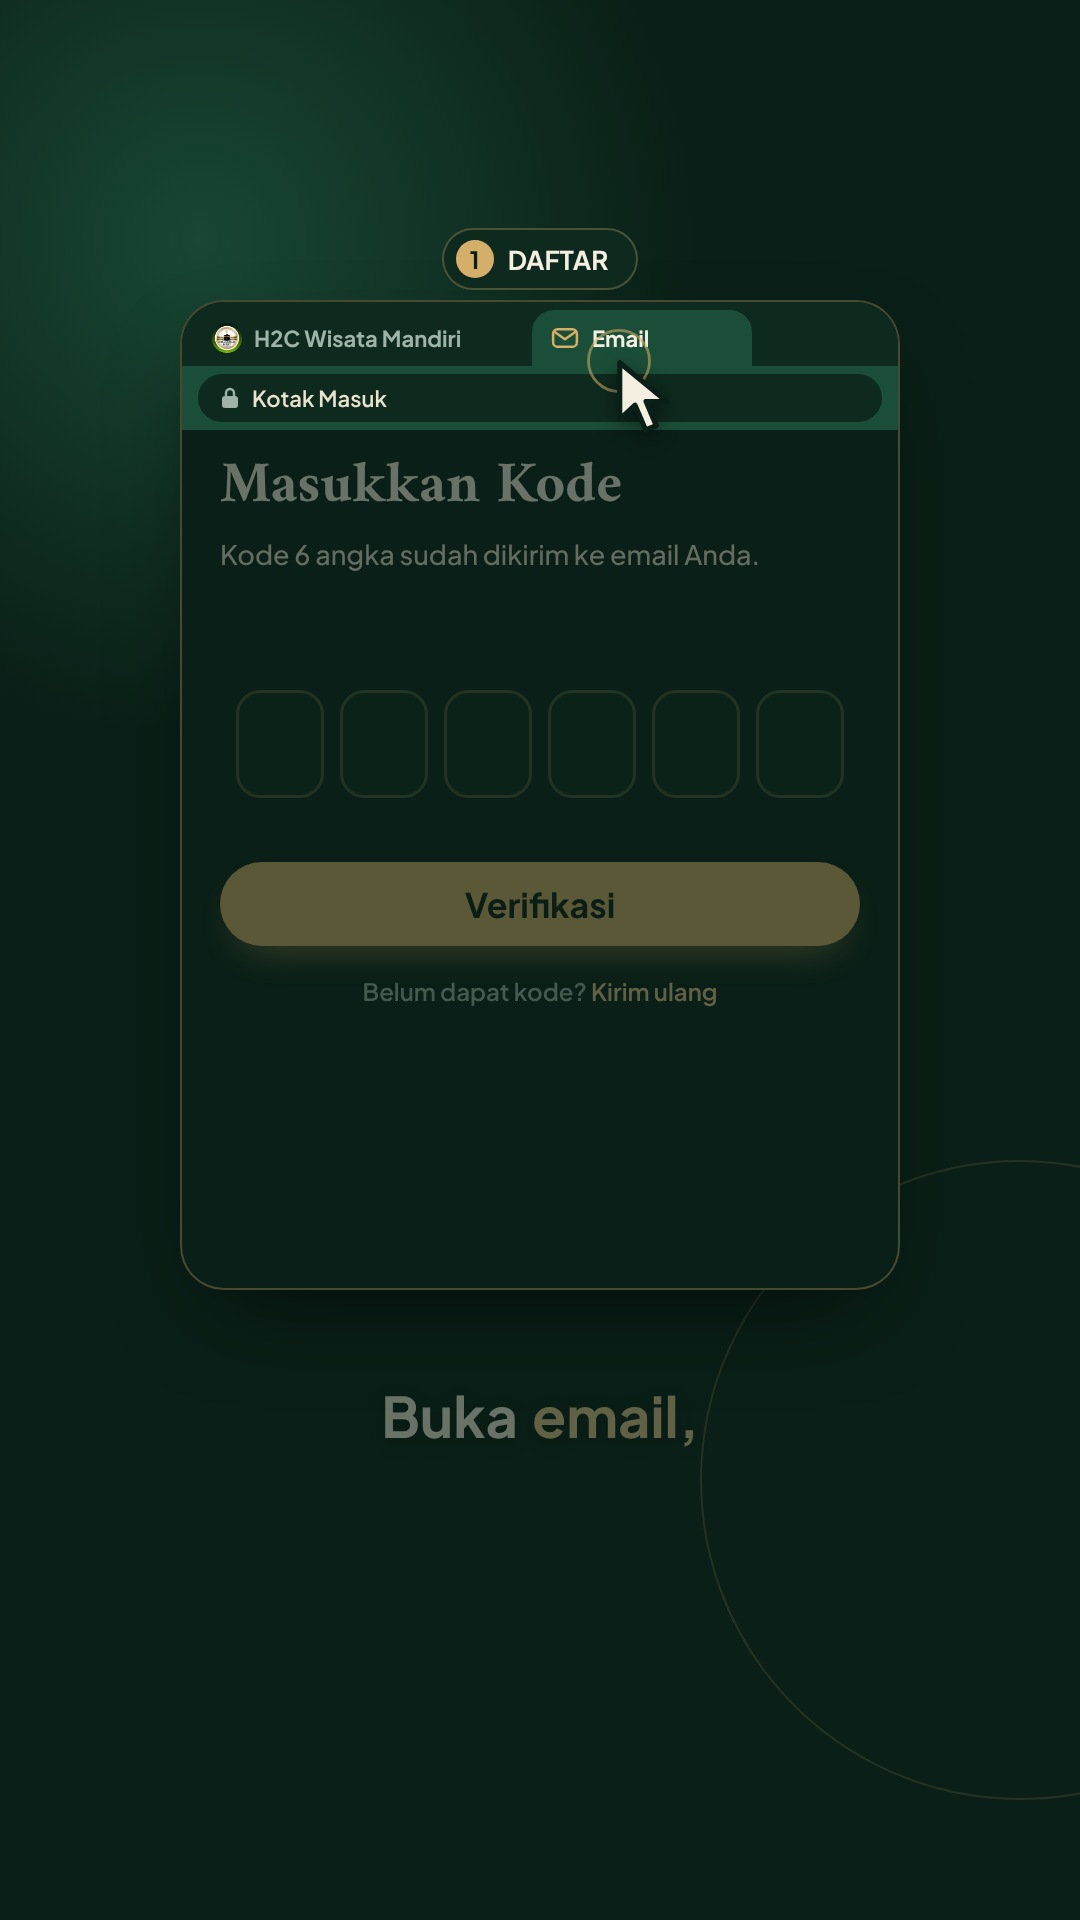 1 DAFTAR
H2C Wisata Mandiri
Email
Kotak Masuk
Masukkan Kode
Kode 6 angka sudah dikirim ke email Anda.
Verifikasi
Belum dapat kode? Kirim ulang
Buka email,